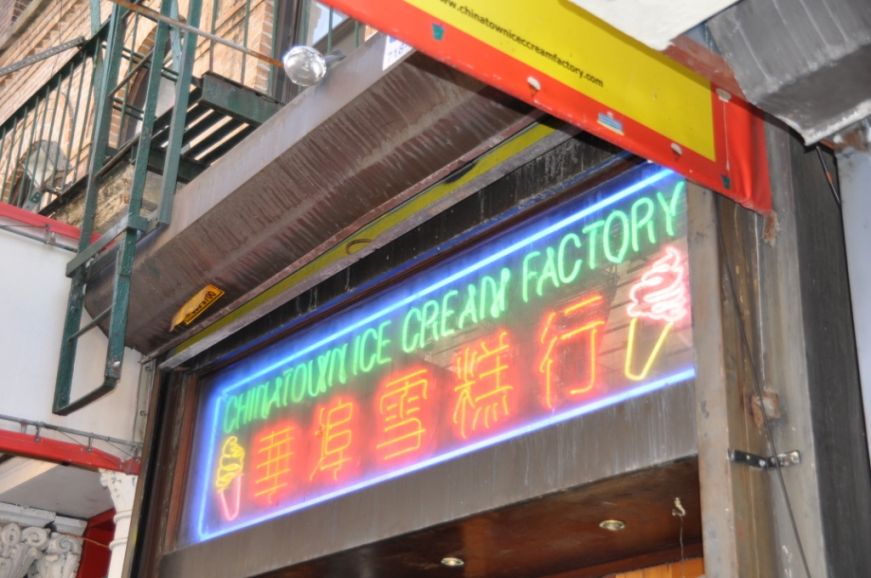 www.chinatownicecreamfactory.com
CHINATOWN ICE CREAM FACTORY
華埠雪糕行